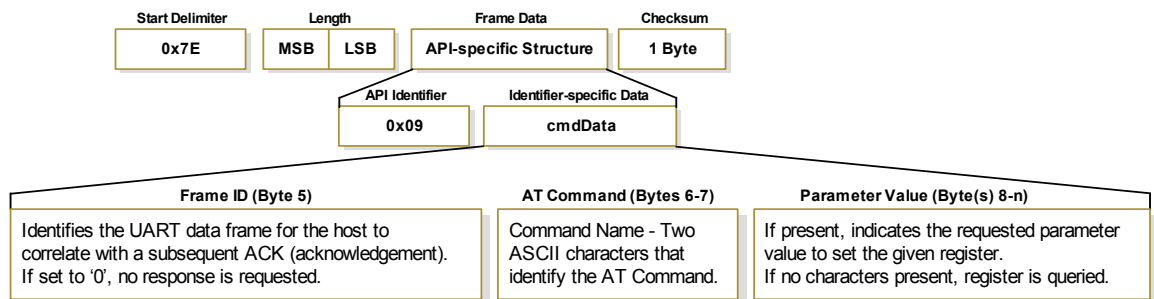 Start Delimiter
Length
Frame Data
Checksum
0x7E
MSB
LSB
API-specific Structure
1 Byte
API Identifier
Identifier-specific Data
0x09
cmdData
Frame ID (Byte 5)
Identifies the UART data frame for the host to
correlate with a subsequent ACK (acknowledgement).
If set to ‘0’, no response is requested.
AT Command (Bytes 6-7)
Command Name - Two
ASCII characters that
identify the AT Command.
Parameter Value (Byte(s) 8-n)
If present, indicates the requested parameter
value to set the given register.
If no characters present, register is queried.